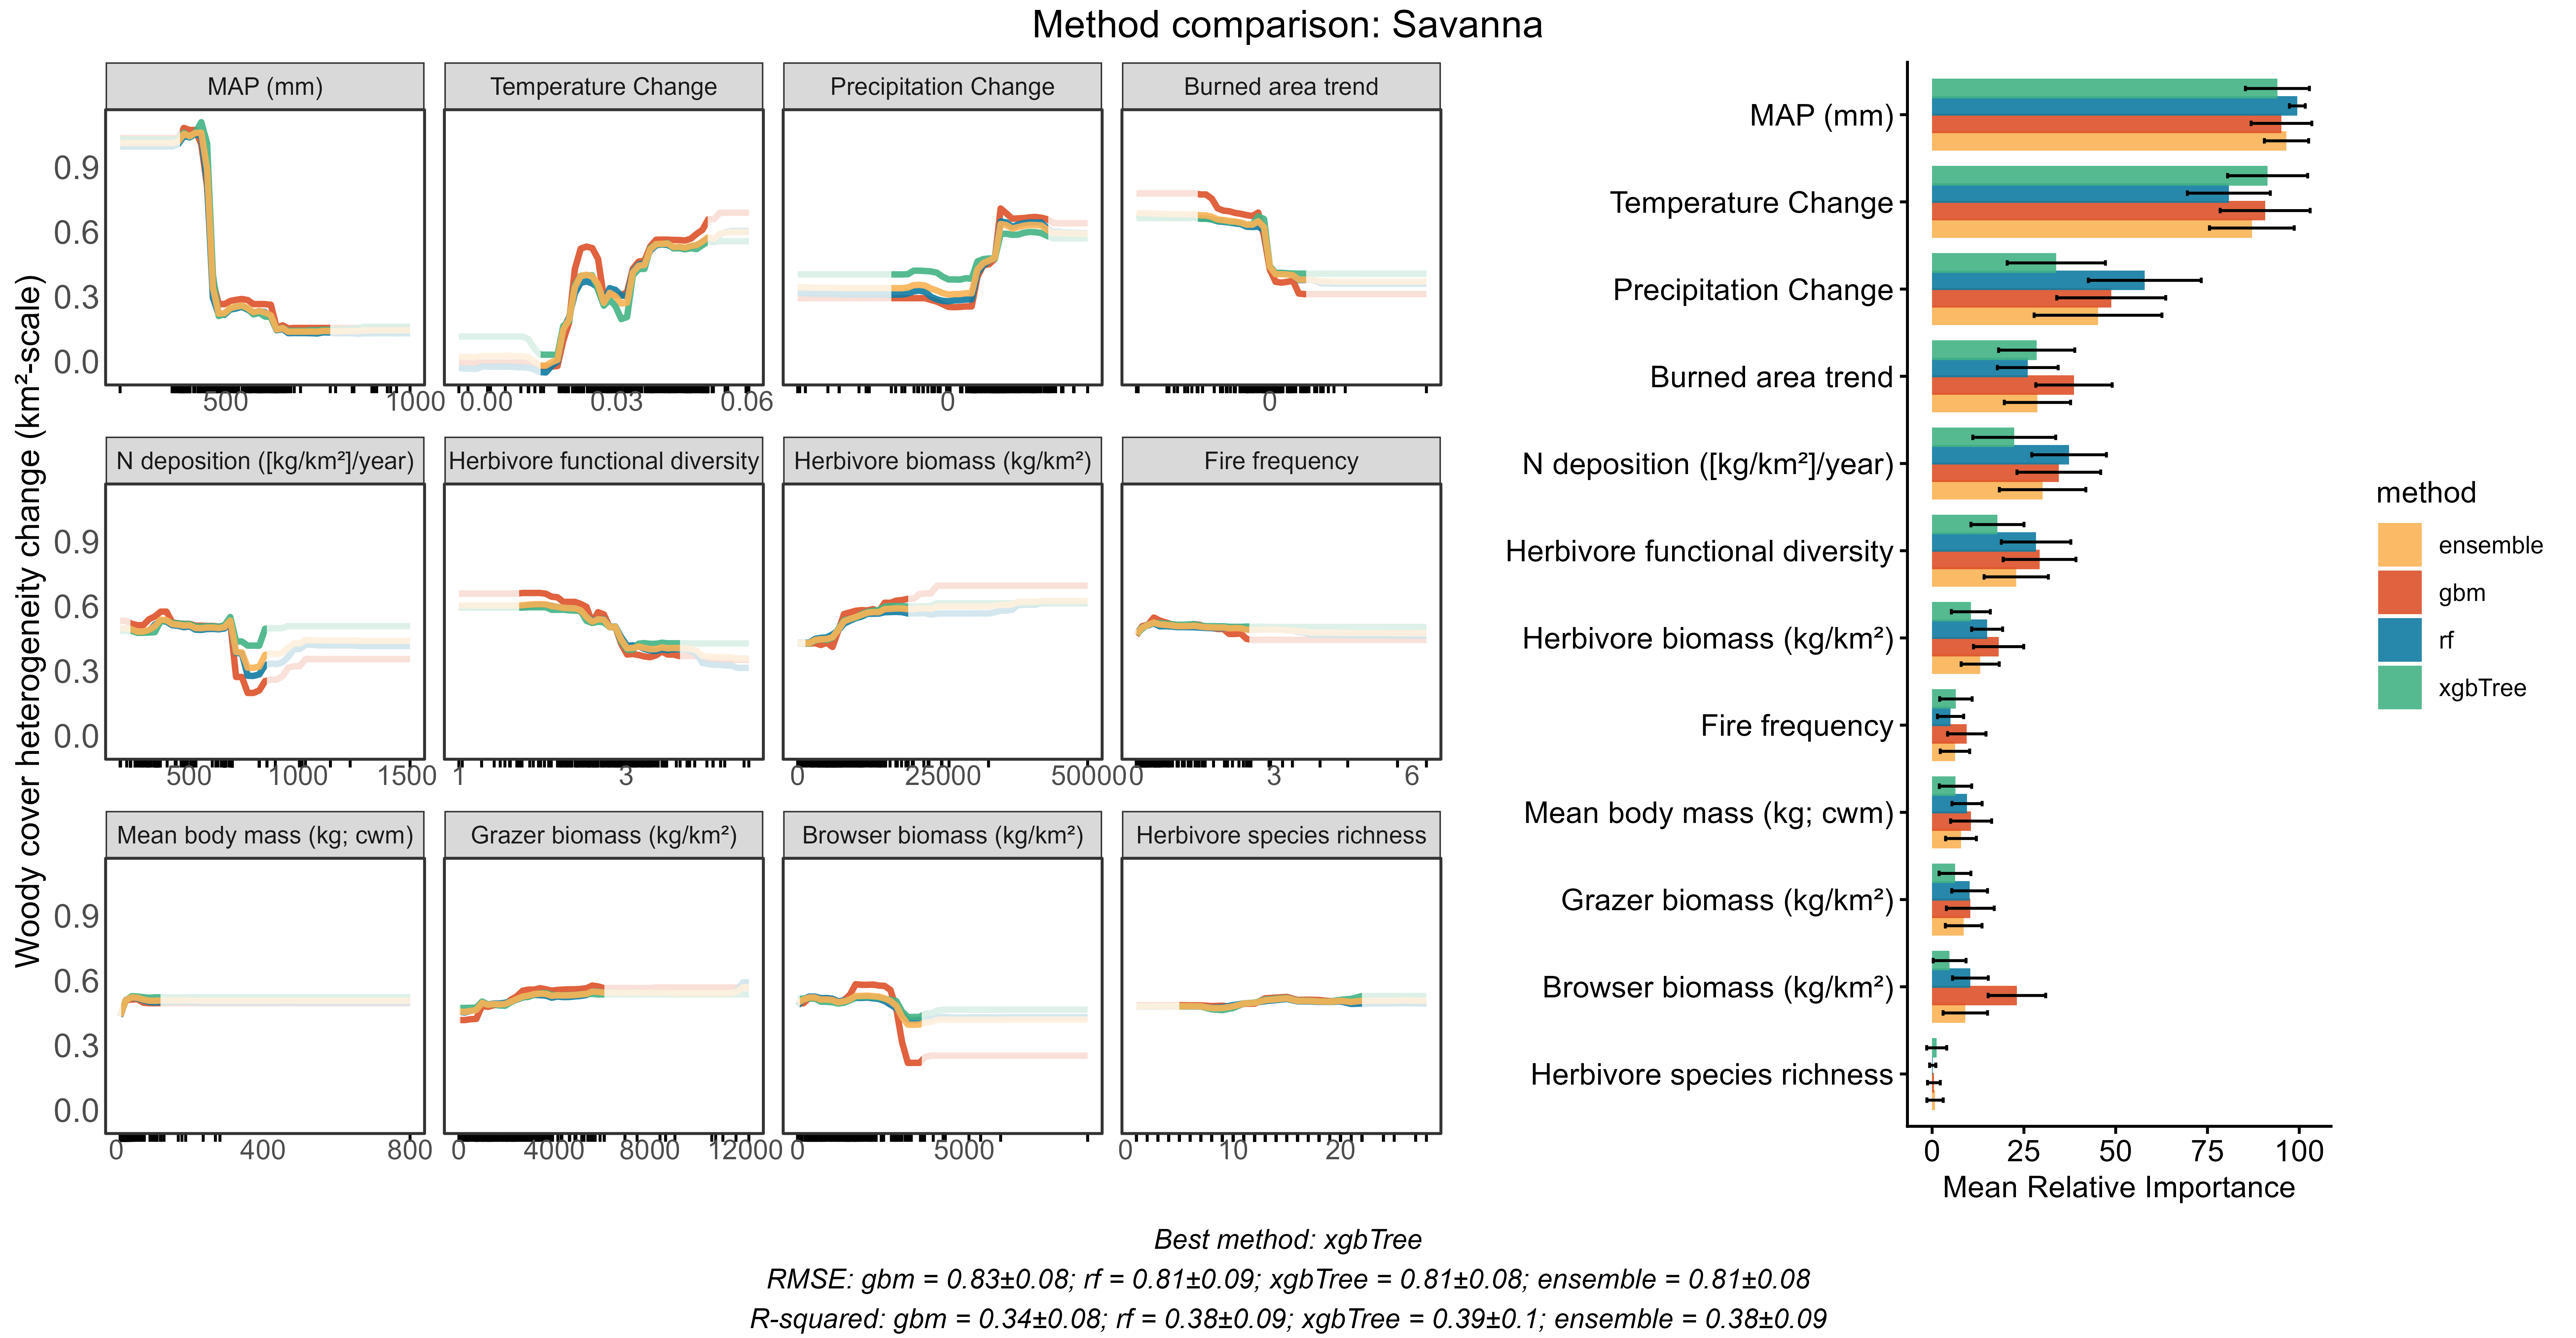 Method comparison: Savanna
MAP (mm)
Temperature Change
Precipitation Change
Burned area trend
Woody cover heterogeneity change (km²-scale)
0.9
0.6
0.3
0.0
500
1000
0.00
0.03
0.06
0
0
N deposition ([kg/km²]/year)
Herbivore functional diversity
Herbivore biomass (kg/km²)
Fire frequency
0.9
0.6
0.3
0.0
500
1000
1500
1
3
0
25000
50000
0
3
6
Mean body mass (kg; cwm)
Grazer biomass (kg/km²)
Browser biomass (kg/km²)
Herbivore species richness
0.9
0.6
0.3
0.0
0
400
800
0
4000
8000
12000
0
5000
0
10
20
MAP (mm)
Temperature Change
Precipitation Change
Burned area trend
N deposition ([kg/km²]/year)
Herbivore functional diversity
Herbivore biomass (kg/km²)
Fire frequency
Mean body mass (kg; cwm)
Grazer biomass (kg/km²)
Browser biomass (kg/km²)
Herbivore species richness
0
25
50
75
100
Mean Relative Importance
method
ensemble
gbm
rf
xgbTree
Best method: xgbTree
RMSE: gbm = 0.83±0.08; rf = 0.81±0.09; xgbTree = 0.81±0.08; ensemble = 0.81±0.08
R-squared: gbm = 0.34±0.08; rf = 0.38±0.09; xgbTree = 0.39±0.1; ensemble = 0.38±0.09